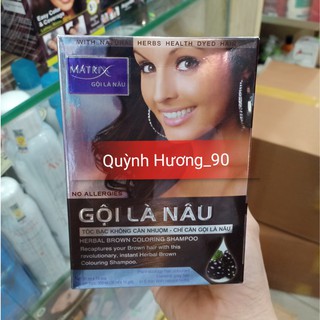 WITH NATURAL HERBS HEALTH DYED HAIR
MATRIX
GỘI LÀ NÂU
Quỳnh Hương_90
NO ALLERGIES
GỘI LÀ NÂU
TÓC BẠC KHÔNG CẦN NHUỘM - CHỈ CẦN GỘI LÀ NÂU
HERBAL BROWN COLORING SHAMPOO
Recaptures your Brown hair with this
revolutionary, instant Herbal Brown
Colouring Shampoo.